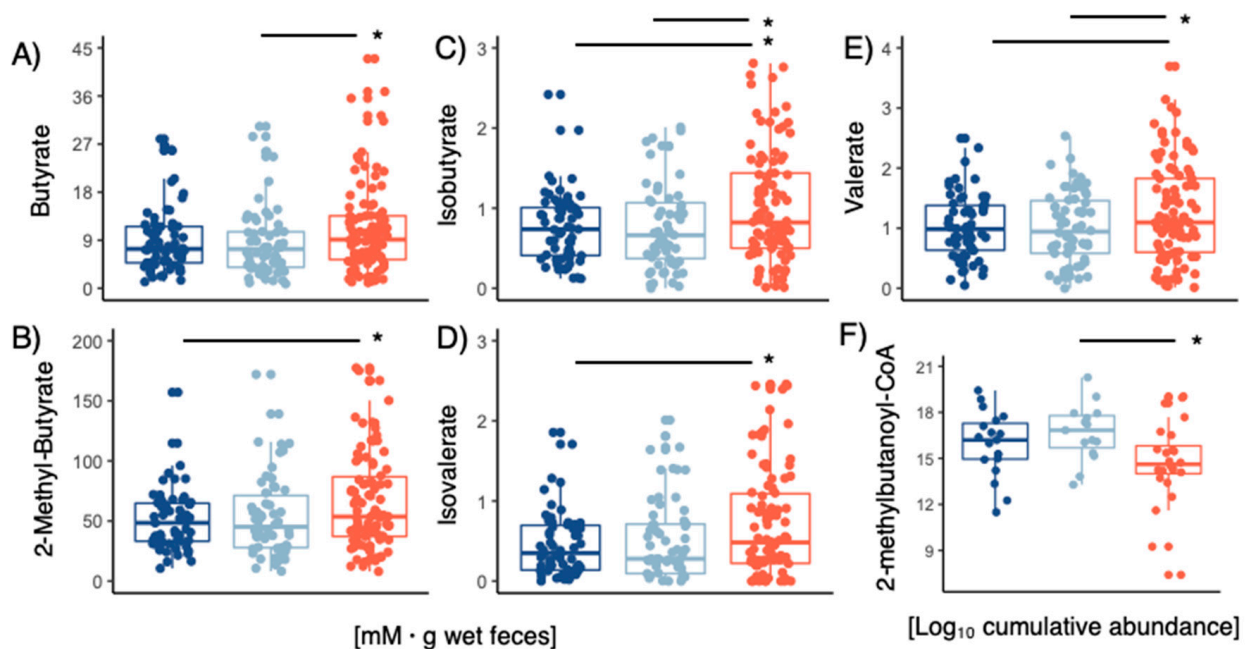 A)
Butyrate
45
36
27
18
9
0
*
C)
Isobutyrate
3
2
1
0
*
*
E)
Valerate
4
3
2
1
0
*
B)
2-Methyl-Butyrate
200
150
100
50
0
*
D)
Isovalerate
3
2
1
0
*
F)
2-methylbutanoyl-CoA
21
18
15
12
9
*
[mM · g wet feces]
[Log₁₀ cumulative abundance]